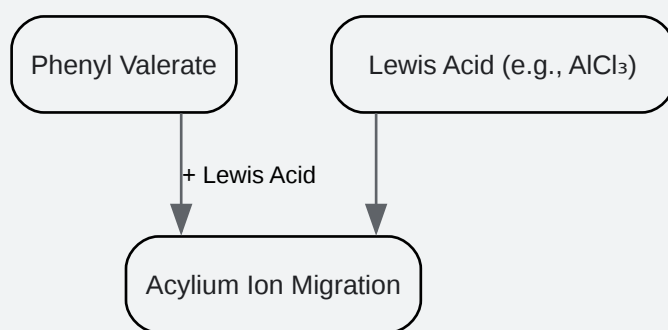 Phenyl Valerate
Lewis Acid (e.g., AlCl₃)
+ Lewis Acid
Acylium Ion Migration